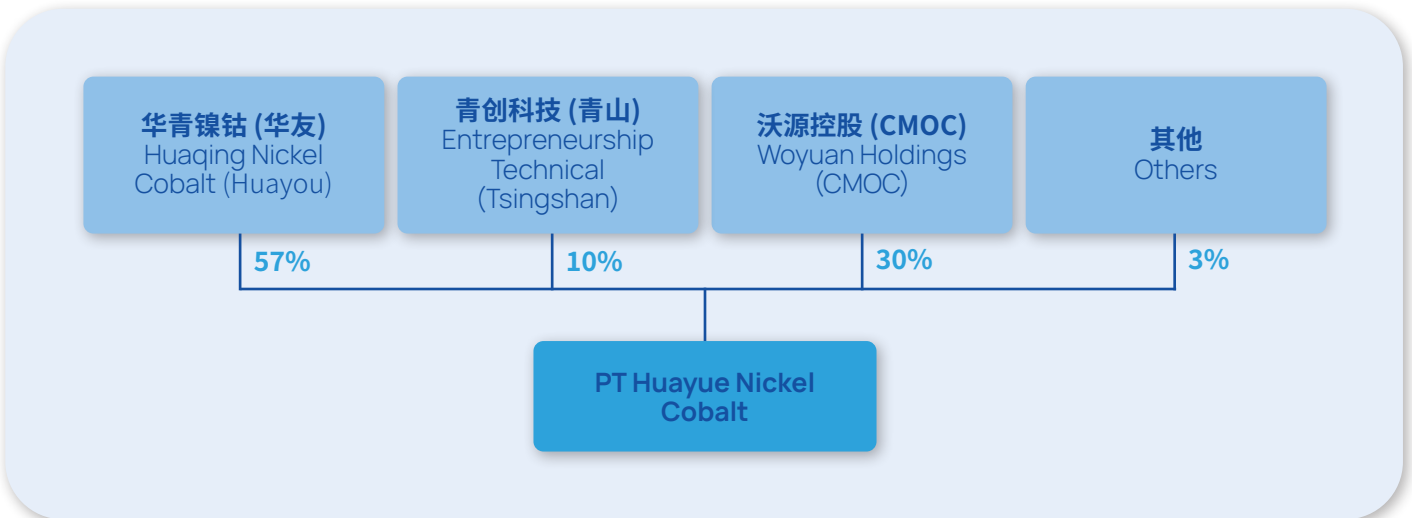 华青镍钴 (华友)
Huaqing Nickel
Cobalt (Huayou)
青创科技 (青山)
Entrepreneurship
Technical
(Tsingshan)
沃源控股 (CMOC)
Woyuan Holdings
(CMOC)
其他
Others
57%
10%
30%
3%
PT Huayue Nickel
Cobalt